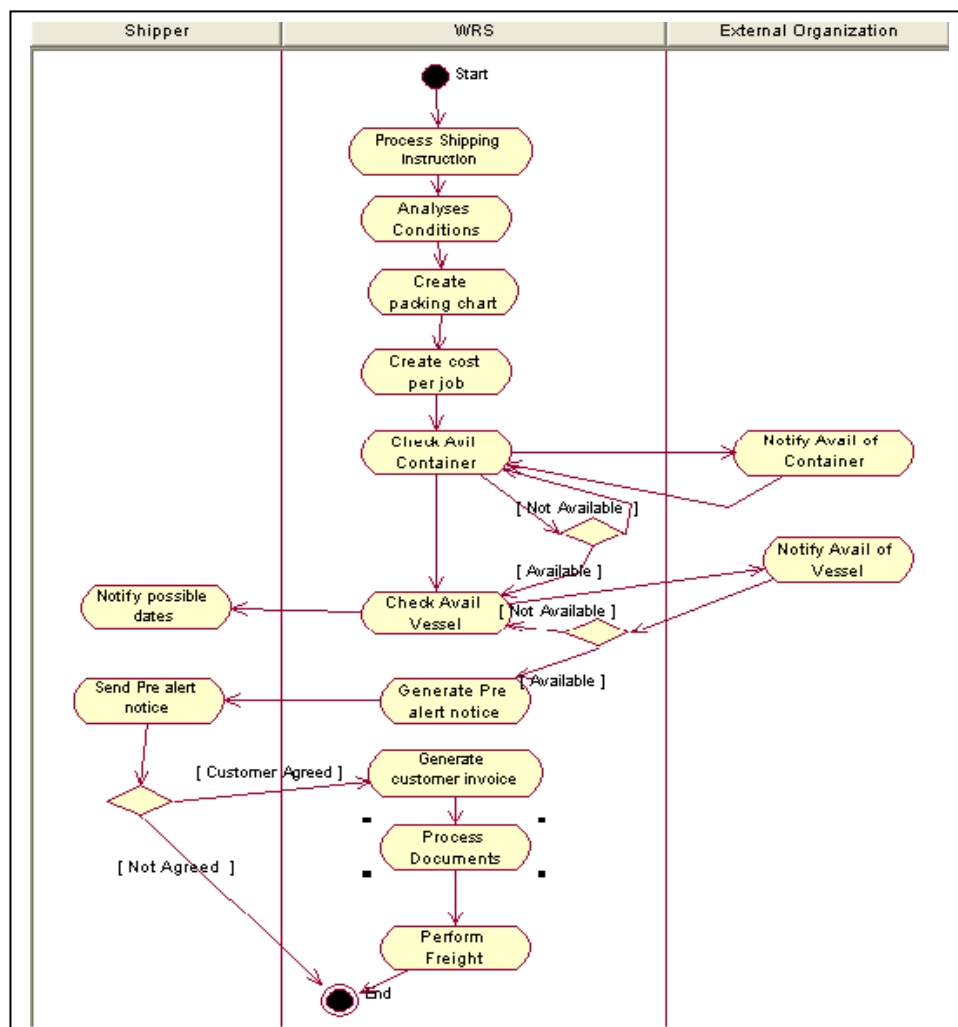 Shipper
WRS
External Organization
Start
Process Shipping
Instruction
Analyses
Conditions
Create
packing chart
Create cost
per job
Check Avil
Container
Notify Avail of
Container
[ Not Available ]
[ Available ]
Notify Avail of
Vessel
Notify possible
dates
Check Avail
Vessel
[ Not Available ]
[ Available ]
Send Pre alert
notice
Generate Pre
alert notice
[ Customer Agreed ]
Generate
customer invoice
Process
Documents
[ Not Agreed ]
Perform
Freight
End